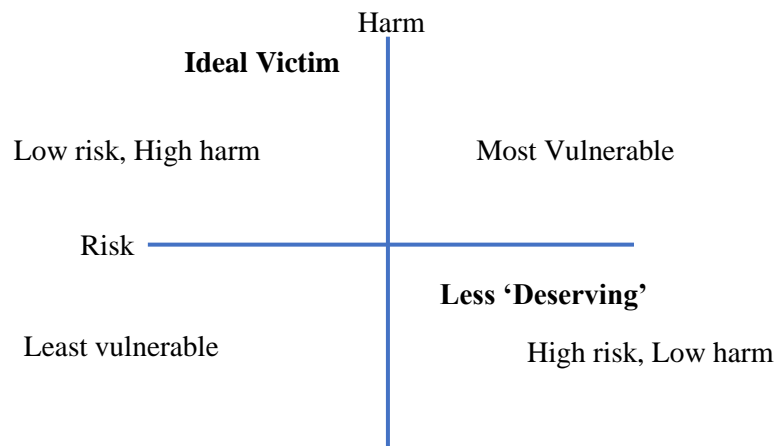 Harm
Ideal Victim
Low risk, High harm
Most Vulnerable
Risk
Less ‘Deserving’
Least vulnerable
High risk, Low harm